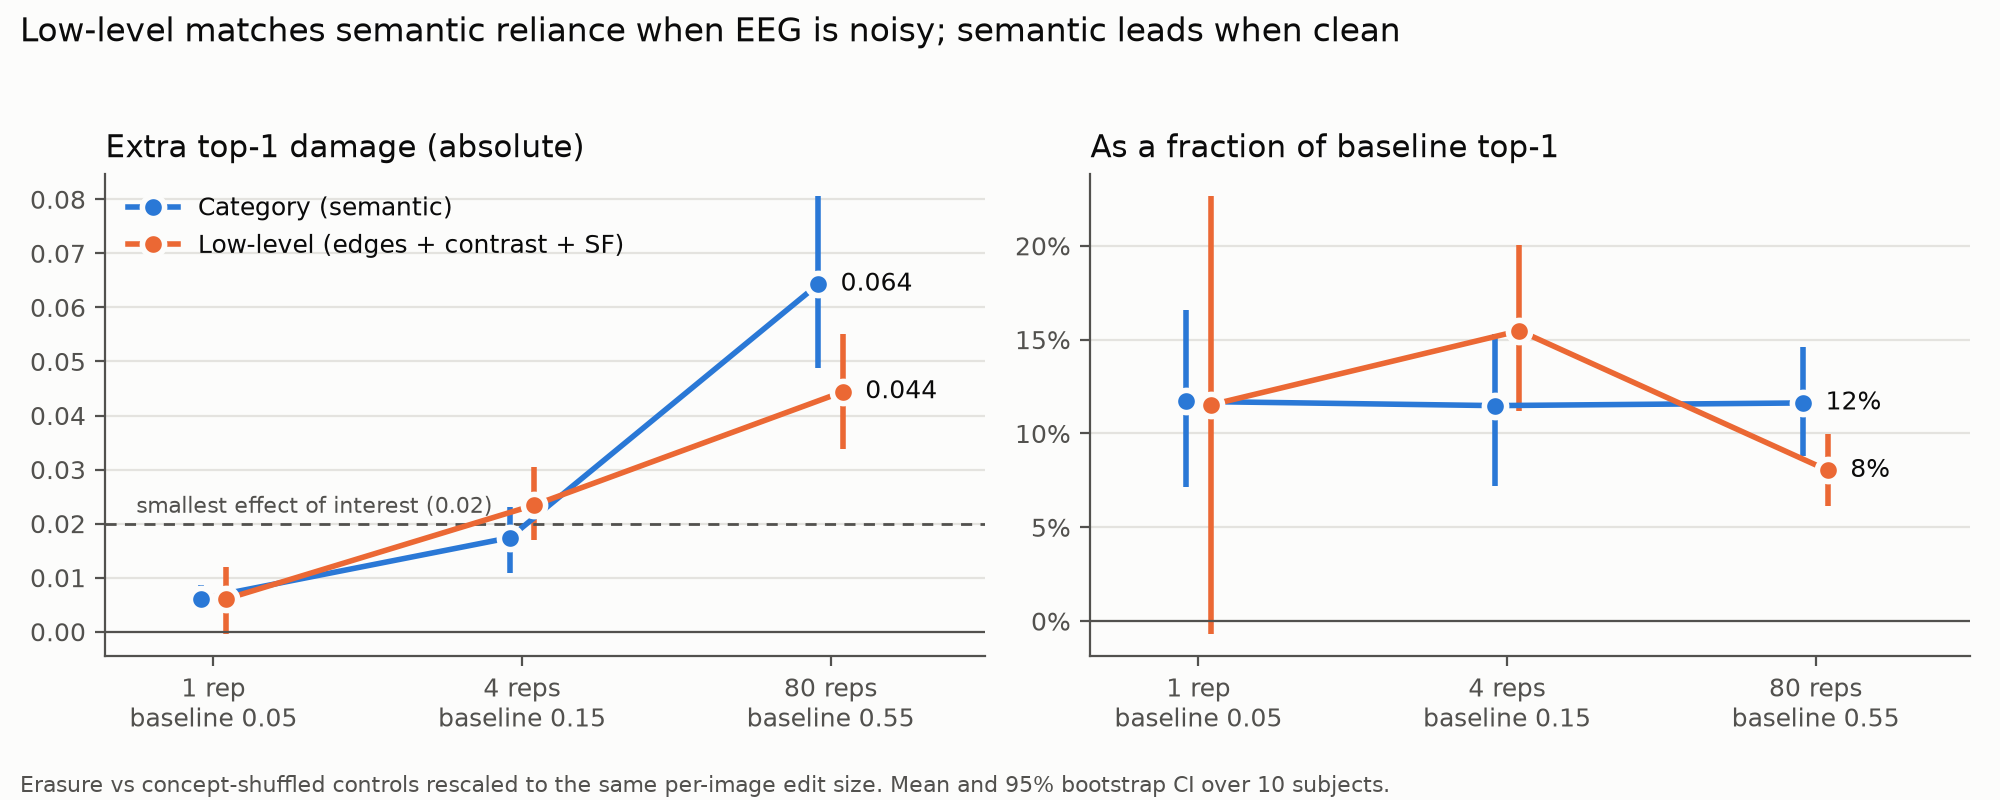 Low-level matches semantic reliance when EEG is noisy; semantic leads when clean
Extra top-1 damage (absolute)
0.08
0.07
0.06
0.05
0.04
0.03
0.02
0.01
0.00
Category (semantic)
Low-level (edges + contrast + SF)
0.064
0.044
smallest effect of interest (0.02)
1 rep
baseline 0.05
4 reps
baseline 0.15
80 reps
baseline 0.55
As a fraction of baseline top-1
20%
15%
10%
5%
0%
12%
8%
1 rep
baseline 0.05
4 reps
baseline 0.15
80 reps
baseline 0.55
Erasure vs concept-shuffled controls rescaled to the same per-image edit size. Mean and 95% bootstrap CI over 10 subjects.